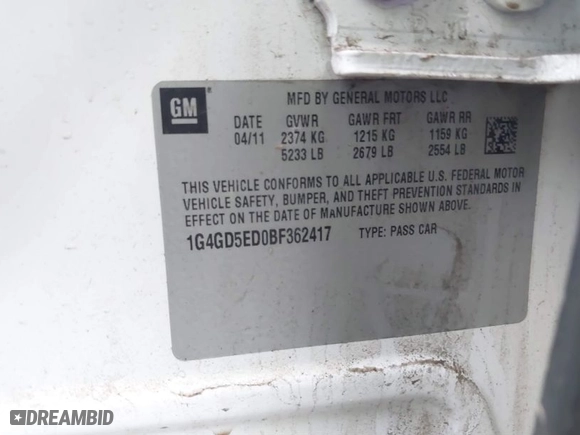 GM
MFD BY GENERAL MOTORS LLC
DATE GVWR GAWR FRT GAWR RR
04/11 2374 KG 1215 KG 1159 KG
5233 LB 2679 LB 2554 LB
THIS VEHICLE CONFORMS TO ALL APPLICABLE U.S. FEDERAL MOTOR
VEHICLE SAFETY, BUMPER, AND THEFT PREVENTION STANDARDS IN
EFFECT ON THE DATE OF MANUFACTURE SHOWN ABOVE.
1G4GD5ED0BF362417 TYPE: PASS CAR
DREAMBID